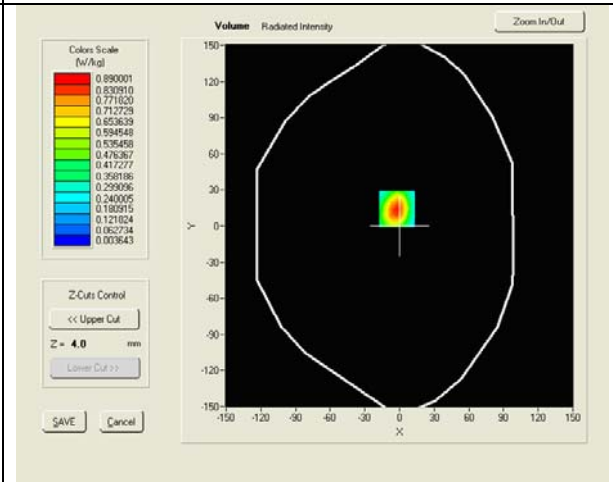 Volume Radiated Intensity
Zoom In/Out
Colors Scale
(W/kg)
0.890001
0.830910
0.771820
0.712729
0.653639
0.594548
0.535458
0.476367
0.417277
0.358186
0.299096
0.240005
0.180915
0.121824
0.062734
0.003643
Z-Cuts Control
<< Upper Cut
Z = 4.0 mm
Lower Cut >>
SAVE Cancel
Y
150
120
90
60
30
0
-30
-60
-90
-120
-150
-150 -120 -90 -60 -30 0 30 60 90 120 150
X